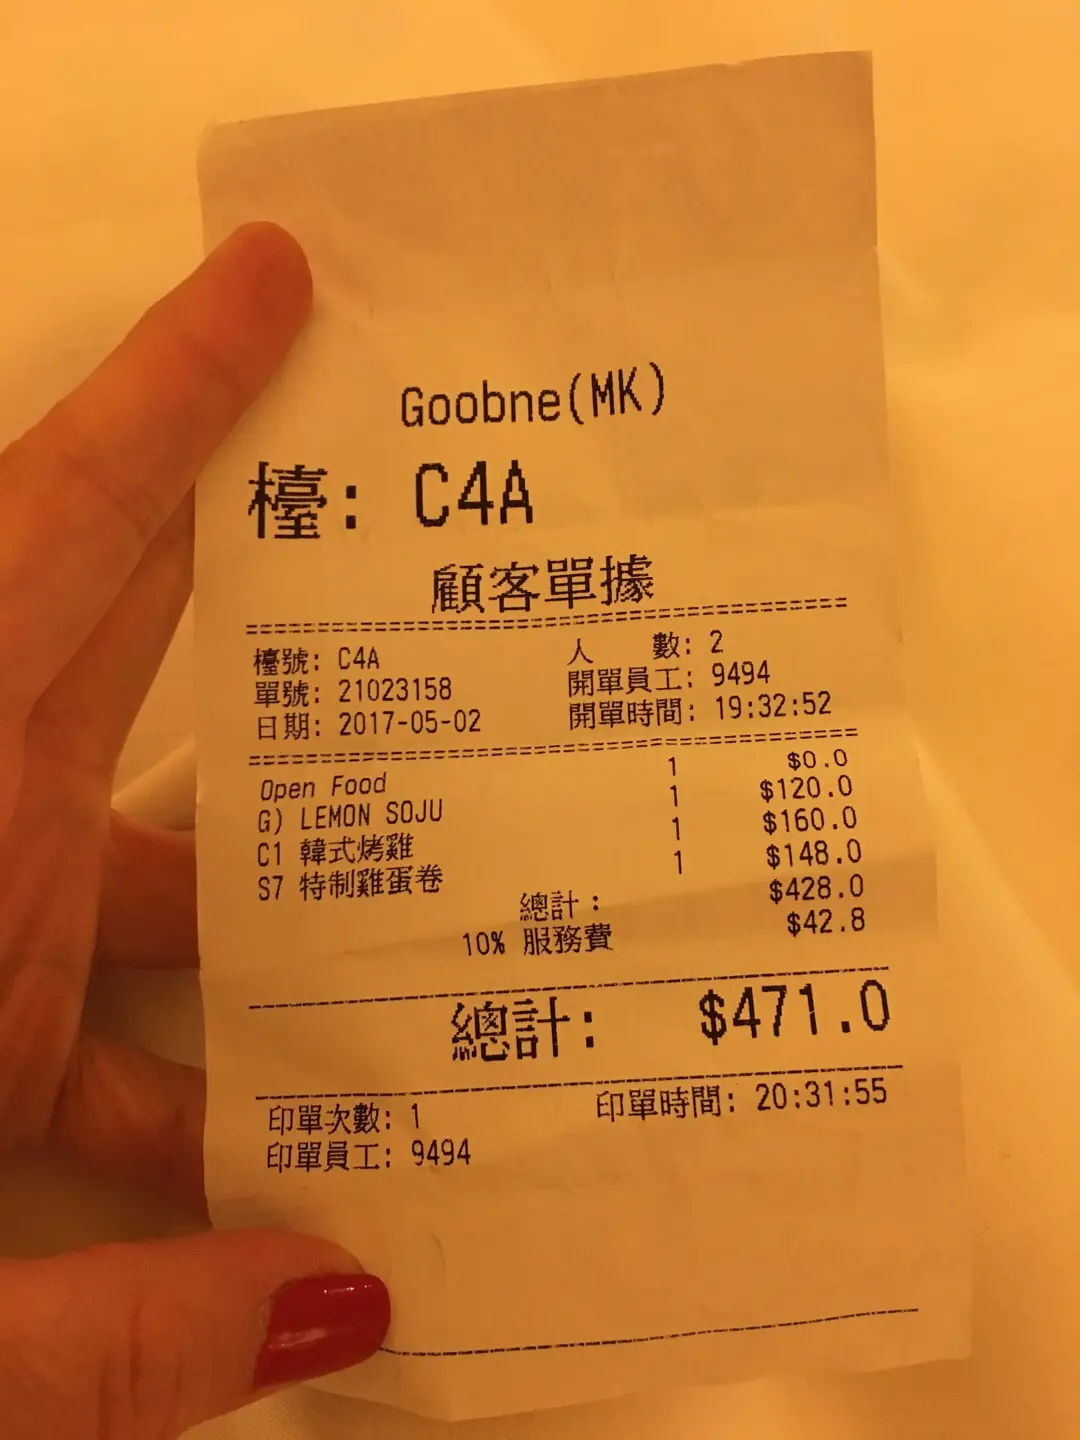 Goobne(MK)
檯: C4A
顧客單據
檯號: C4A 人 數: 2
單號: 21023158 開單員工: 9494
日期: 2017-05-02 開單時間: 19:32:52
Open Food 1 $0.0
G) LEMON SOJU 1 $120.0
C1 韓式烤雞 1 $160.0
S7 特制雞蛋卷 1 $148.0
總計: $428.0
10% 服務費 $42.8
總計: $471.0
印單次數: 1 印單時間: 20:31:55
印單員工: 9494